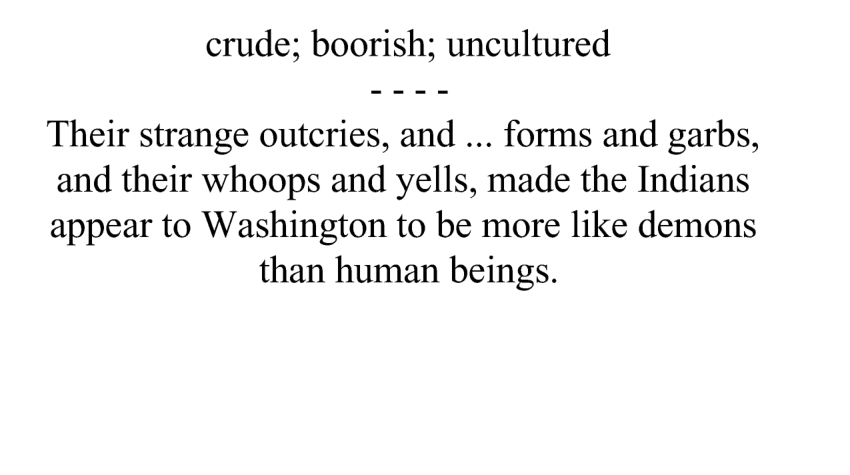 crude; boorish; uncultured
- - - -
Their strange outcries, and ... forms and garbs,
and their whoops and yells, made the Indians
appear to Washington to be more like demons
than human beings.